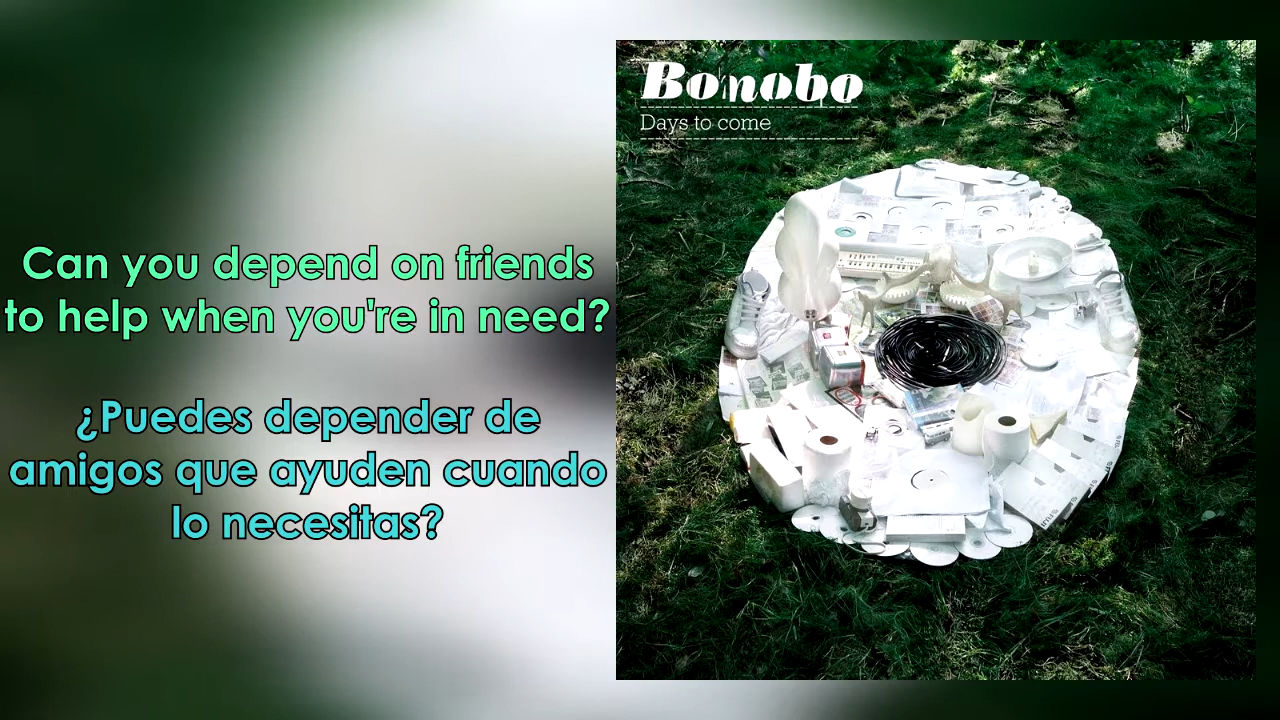 Bonobo
Days to come
Can you depend on friends
to help when you're in need?
¿Puedes depender de
amigos que ayuden cuando
lo necesitas?